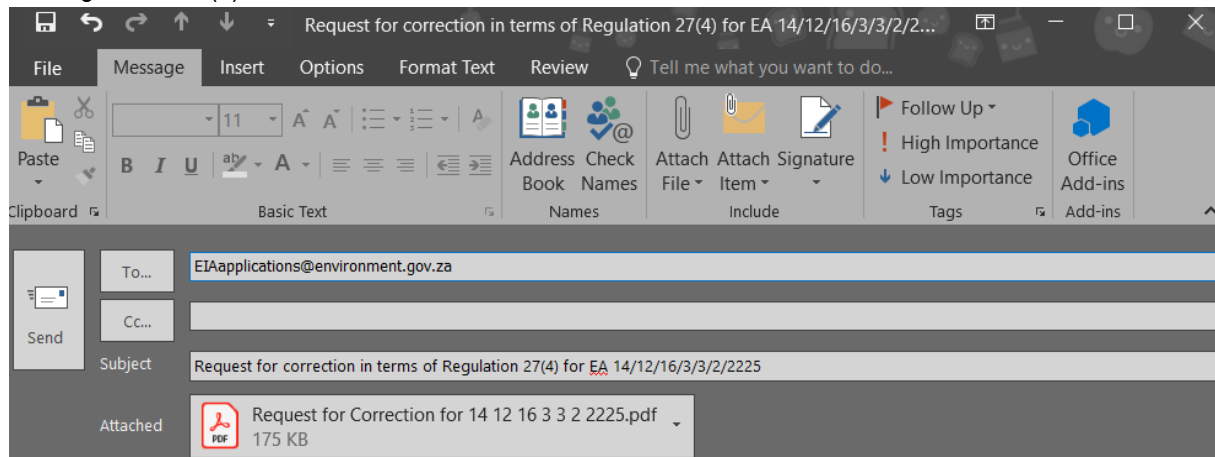 Request for correction in terms of Regulation 27(4) for EA 14/12/16/3/3/2/2...
File Message Insert Options Format Text Review Tell me what you want to do...
11
Paste
B I U
Address Book
Check Names
Attach File
Attach Item
Signature
Follow Up
High Importance
Low Importance
Office Add-ins
Clipboard Basic Text Names Include Tags Add-ins
Send
To... EIAapplications@environment.gov.za
Cc...
Subject Request for correction in terms of Regulation 27(4) for EA 14/12/16/3/3/2/2225
Attached PDF Request for Correction for 14 12 16 3 3 2 2225.pdf
175 KB